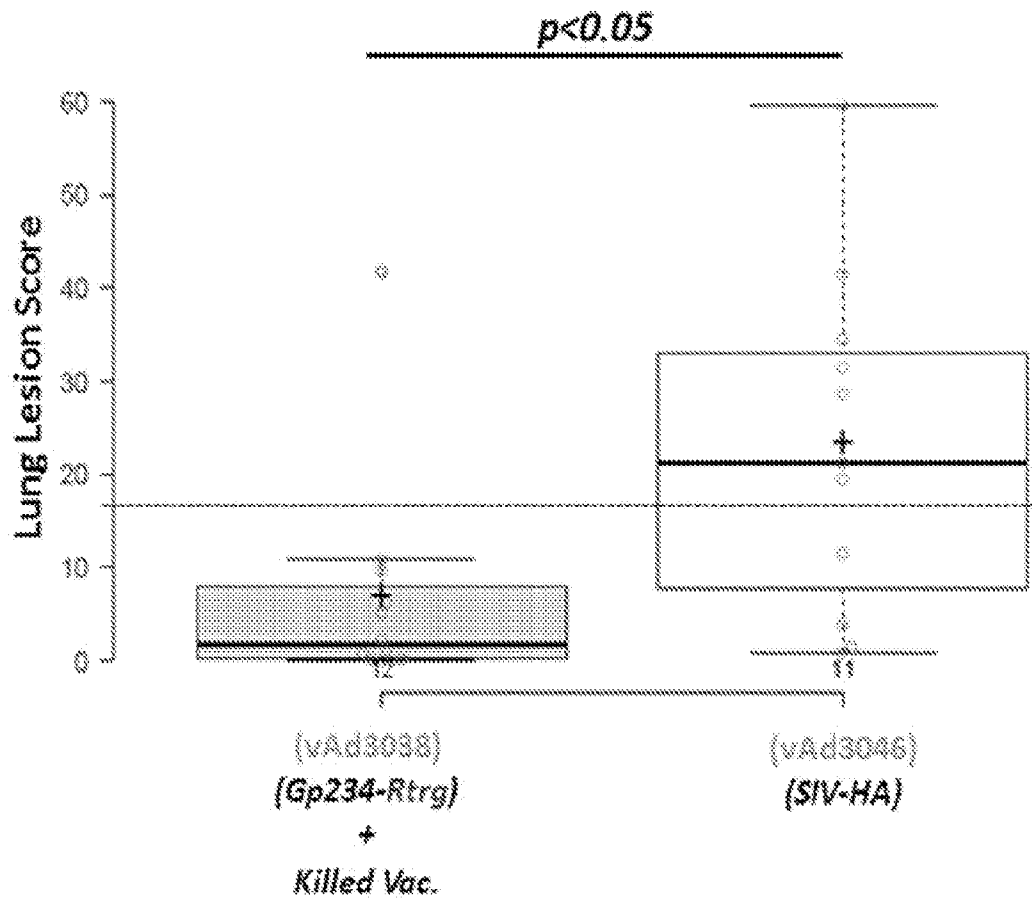 p<0.05
Lung Lesion Score
60
50
40
30
20
10
0
12
11
(vAd3038)
(Gp234-Rtrg)
+
Killed Vac.
(vAd3046)
(SIV-HA)